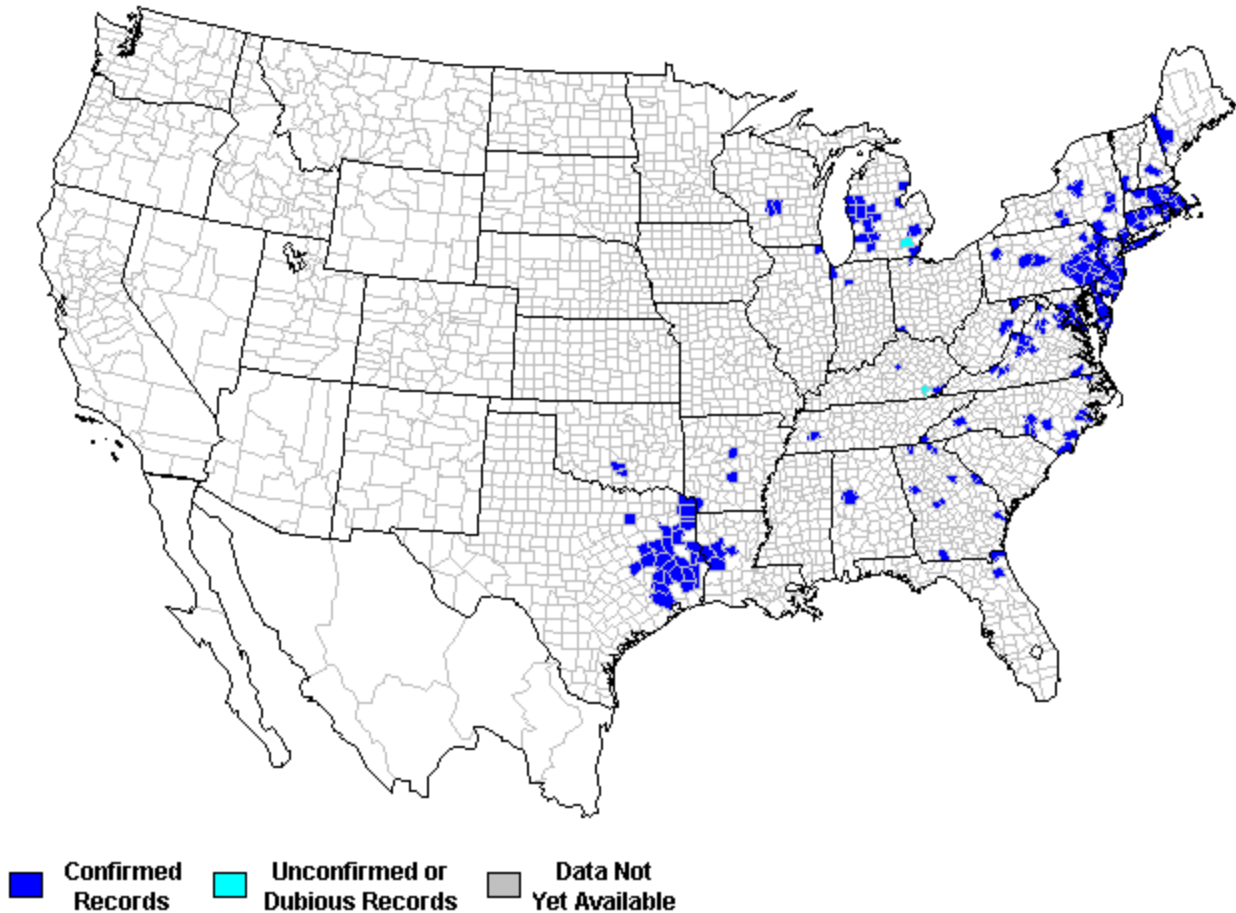 Confirmed
Records
Unconfirmed or
Dubious Records
Data Not
Yet Available